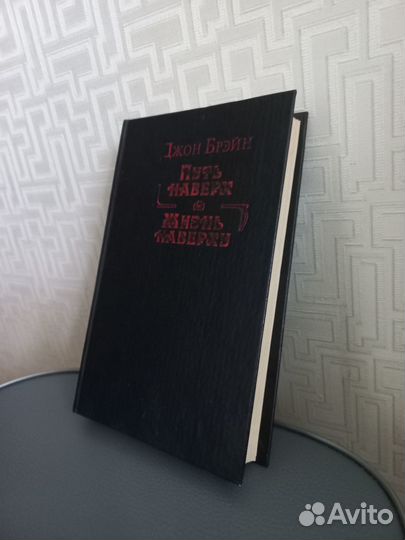 Джон Брэйн
Путь
наверх
Жизнь
наверху
Avito